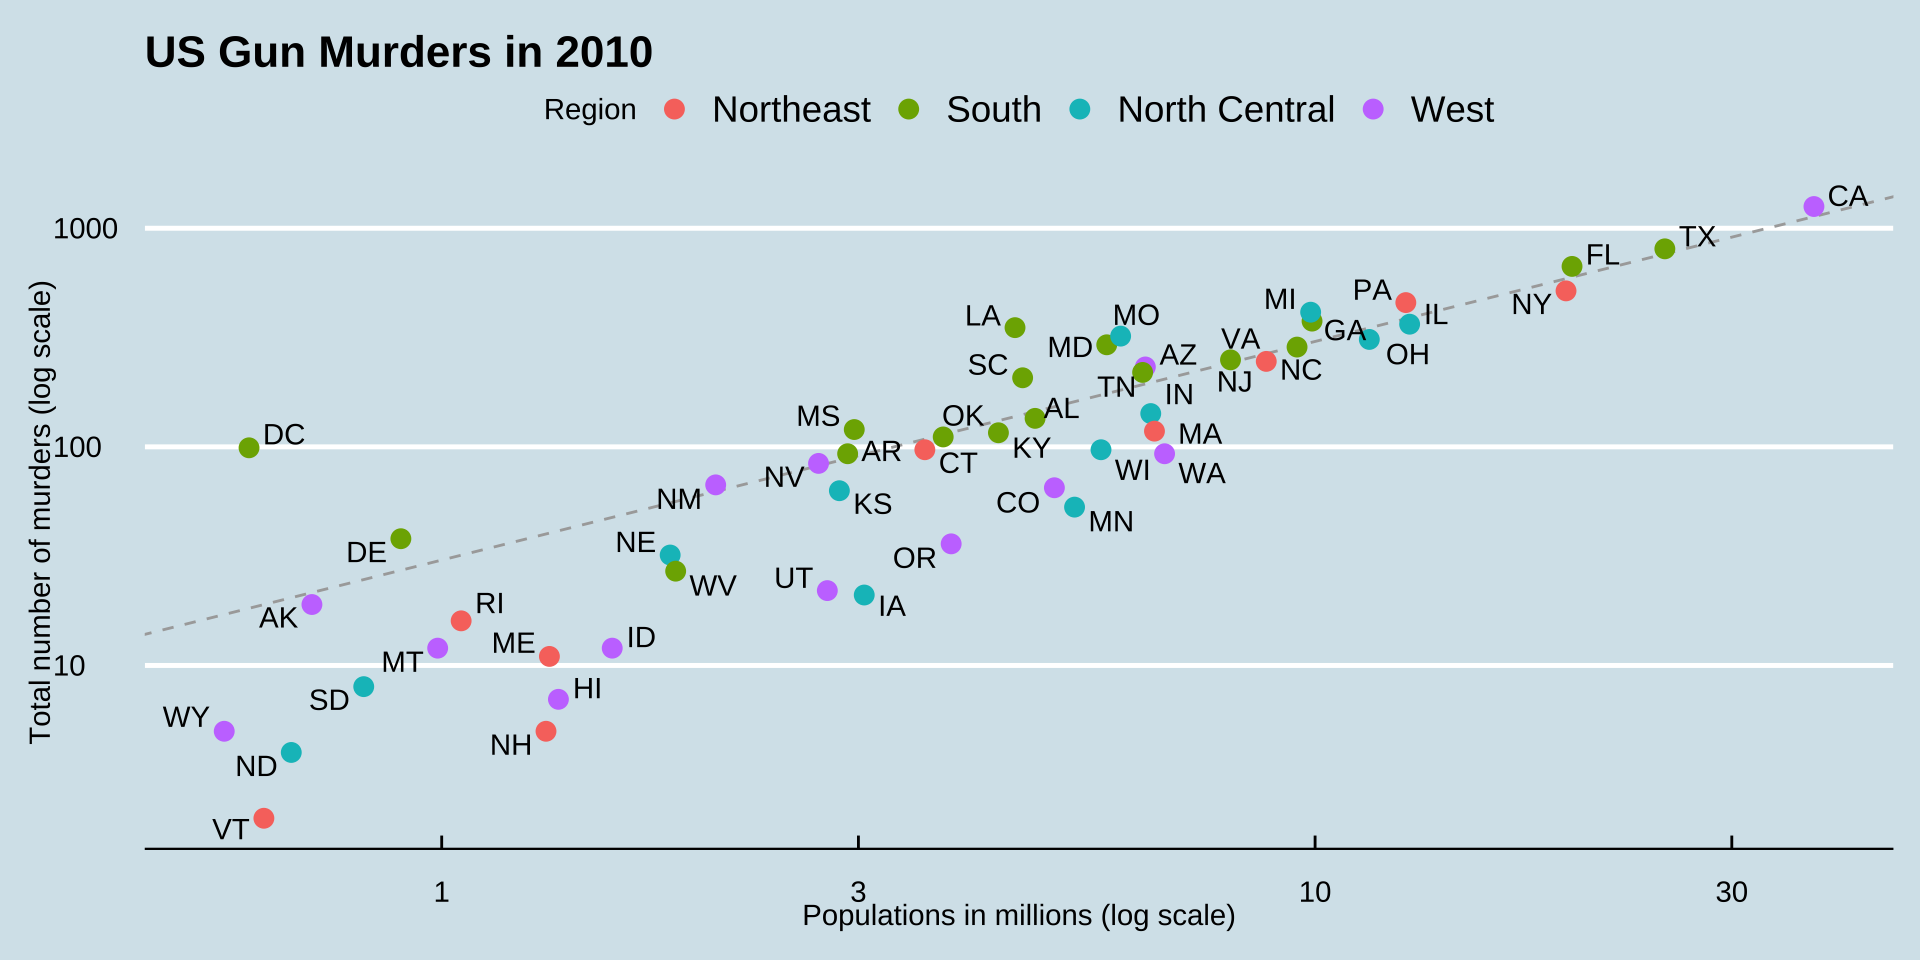 US Gun Murders in 2010
Region Northeast South North Central West
Total number of murders (log scale)
1000
100
10
CA
TX
FL
NY
PA
IL
MI
GA
OH
LA
MO
MD
VA
AZ
SC
NC
NJ
TN
IN
AL
OK
MS
DC
MA
KY
AR
CT
WI
WA
NV
NM
KS
CO
MN
NE
DE
OR
WV
UT
IA
RI
AK
ID
ME
MT
HI
SD
WY
NH
ND
VT
1 3 10 30
Populations in millions (log scale)